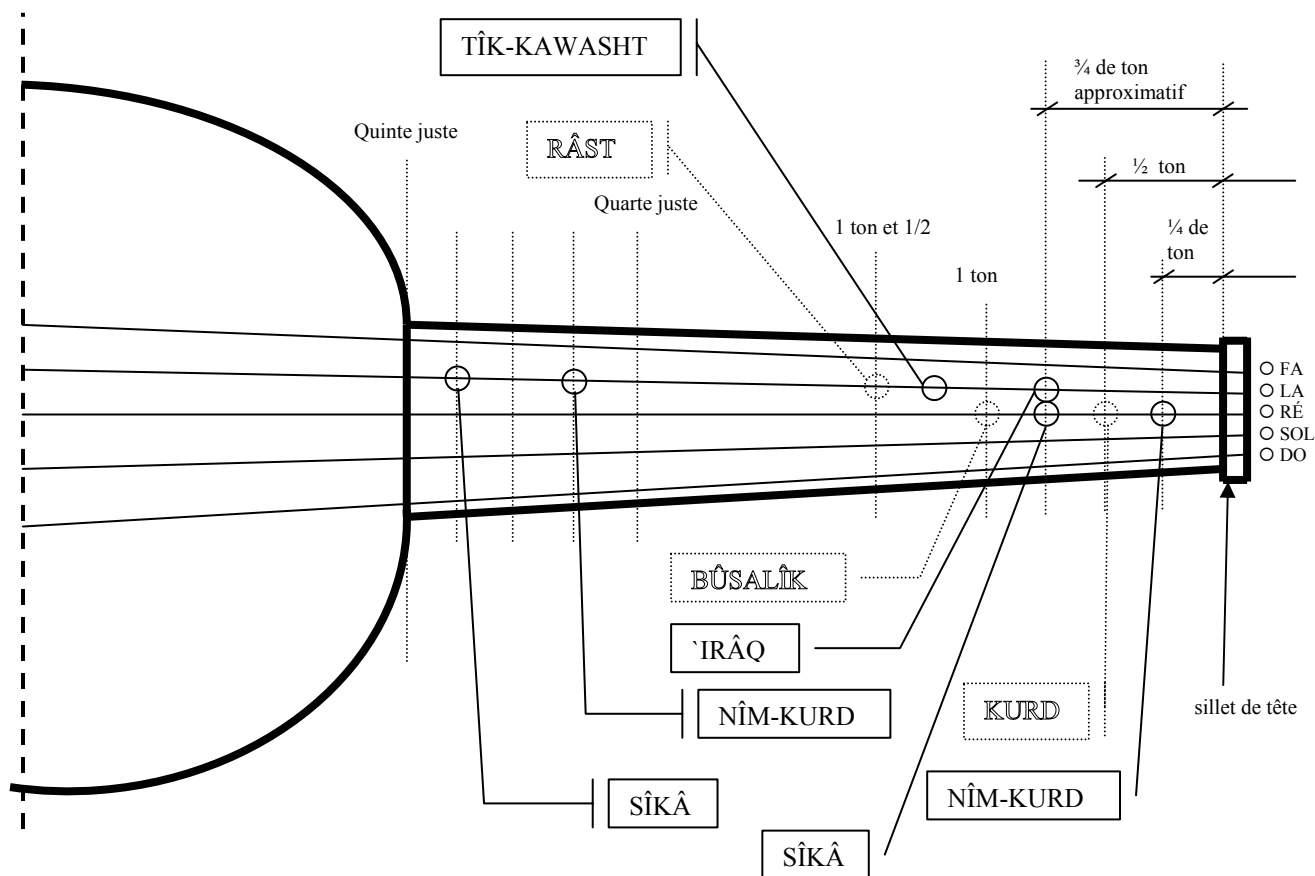 TÎK-KAWASHT
¾ de ton
approximatif
Quinte juste
RÂST
½ ton
Quarte juste
1 ton et 1/2
¼ de
ton
1 ton
FA
LA
RÉ
SOL
DO
BÛSALÎK
`IRÂQ
NÎM-KURD
KURD
sillet de tête
SÎKÂ
NÎM-KURD
SÎKÂ